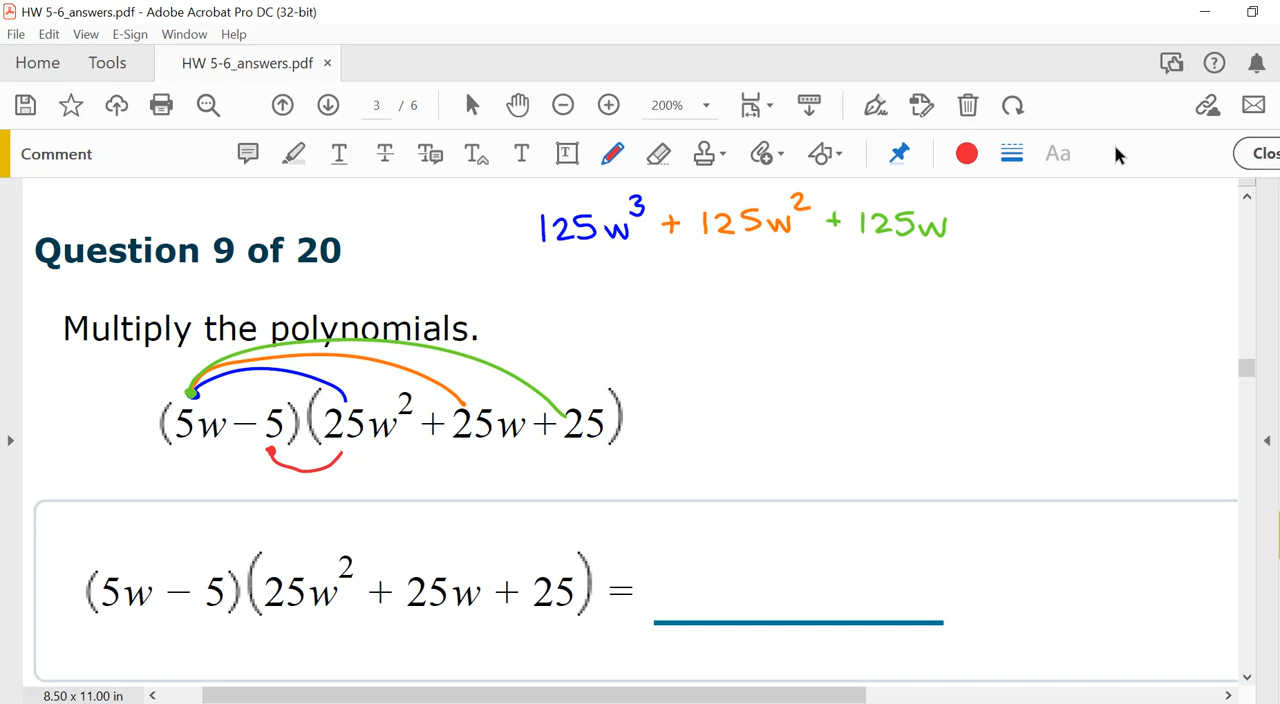 HW 5-6_answers.pdf - Adobe Acrobat Pro DC (32-bit)
File Edit View E-Sign Window Help
Home Tools HW 5-6_answers.pdf ×
3 / 6 200%
Comment T T T T T T Aa Clos
125w³ + 125w² + 125w
Question 9 of 20
Multiply the polynomials.
(5w − 5)(25w² + 25w + 25)
(5w − 5)(25w² + 25w + 25) =
8.50 x 11.00 in